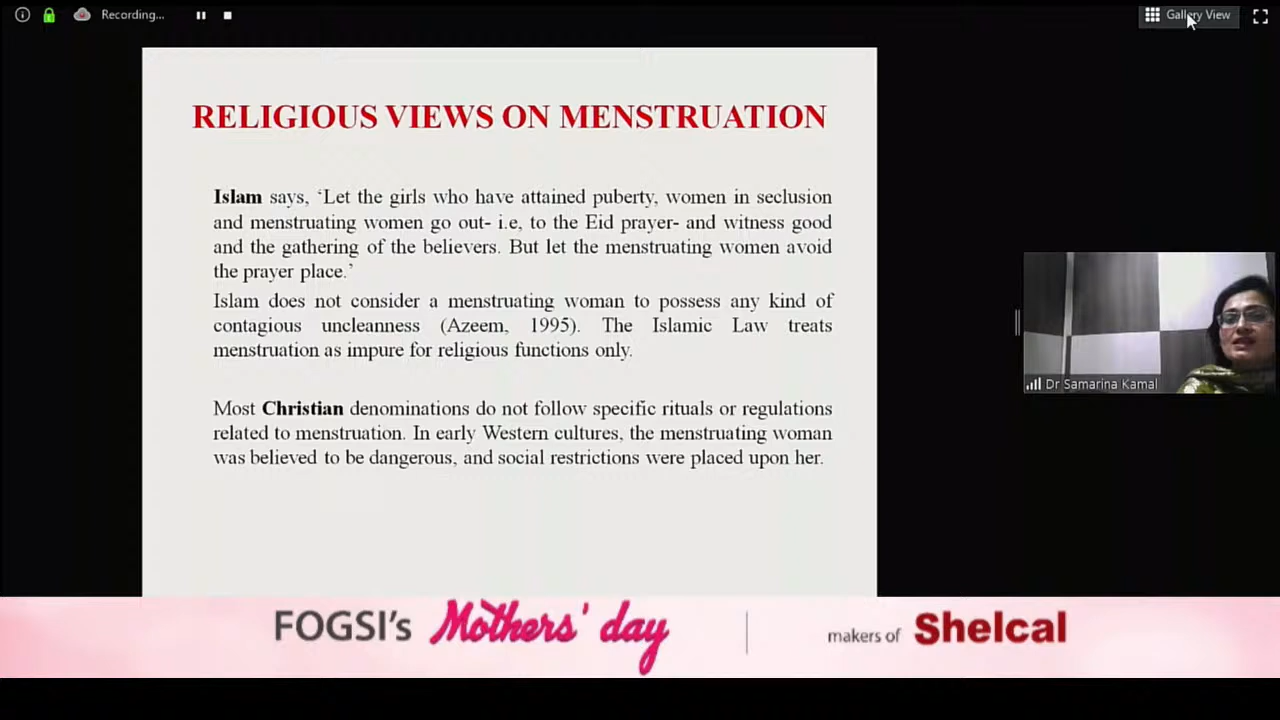 Recording...
Gallery View
RELIGIOUS VIEWS ON MENSTRUATION
Islam says, ‘Let the girls who have attained puberty, women in seclusion
and menstruating women go out- i.e, to the Eid prayer- and witness good
and the gathering of the believers. But let the menstruating women avoid
the prayer place.’
Islam does not consider a menstruating woman to possess any kind of
contagious uncleanness (Azeem, 1995). The Islamic Law treats
menstruation as impure for religious functions only.
Most Christian denominations do not follow specific rituals or regulations
related to menstruation. In early Western cultures, the menstruating woman
was believed to be dangerous, and social restrictions were placed upon her.
Dr Samarina Kamal
FOGSI's Mothers' day
makers of Shelcal